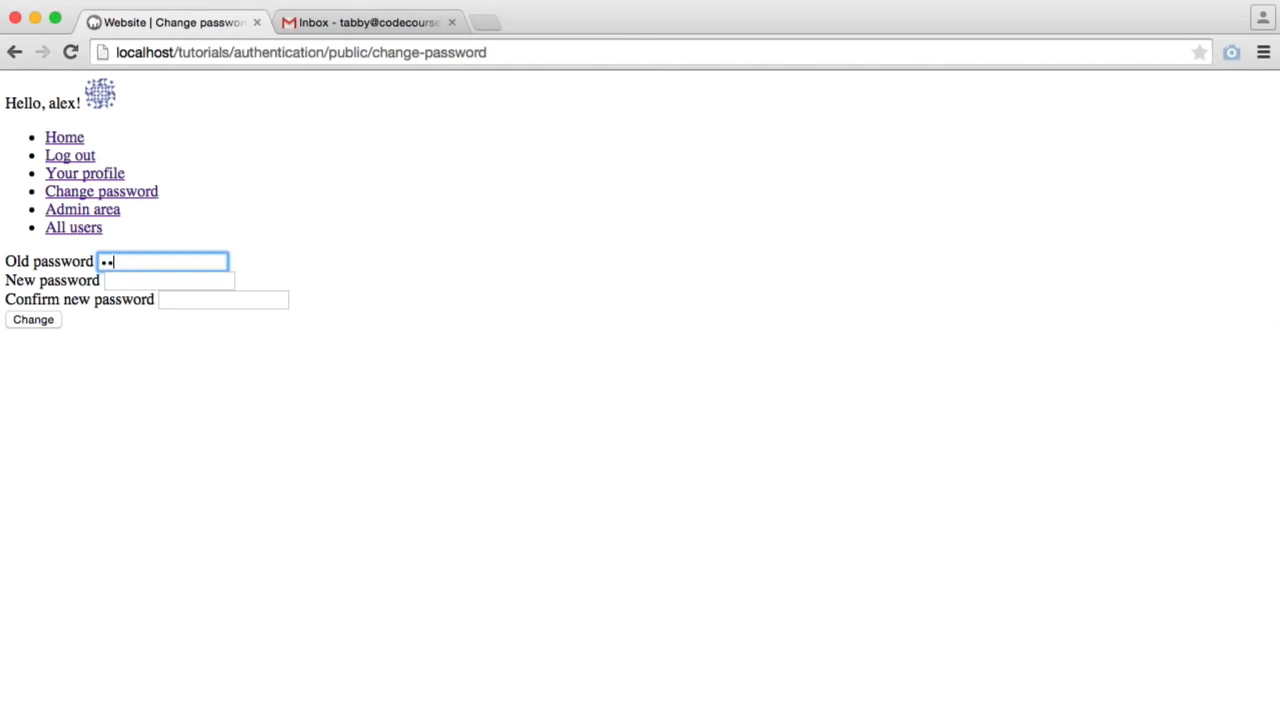 Website | Change passwor
Inbox - tabby@codecourse
localhost/tutorials/authentication/public/change-password
Hello, alex!
Home
Log out
Your profile
Change password
Admin area
All users
Old password ••
New password
Confirm new password
Change